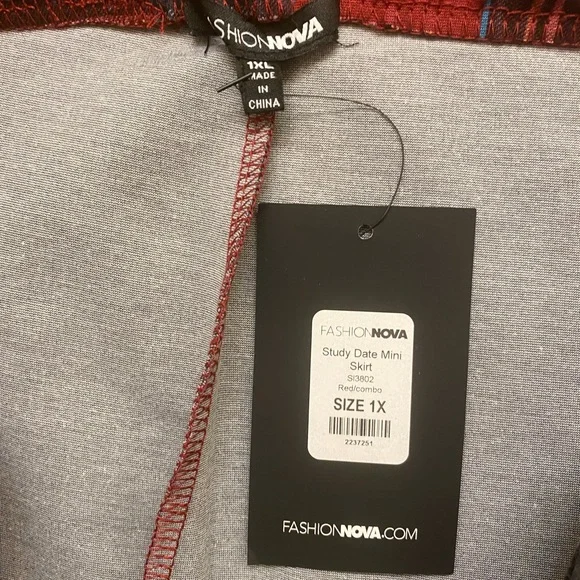 FASHIONNOVA
1XL
MADE
IN
CHINA
FASHIONNOVA
Study Date Mini
Skirt
SI3802
Red/combo
SIZE 1X
2237251
FASHIONNOVA.COM